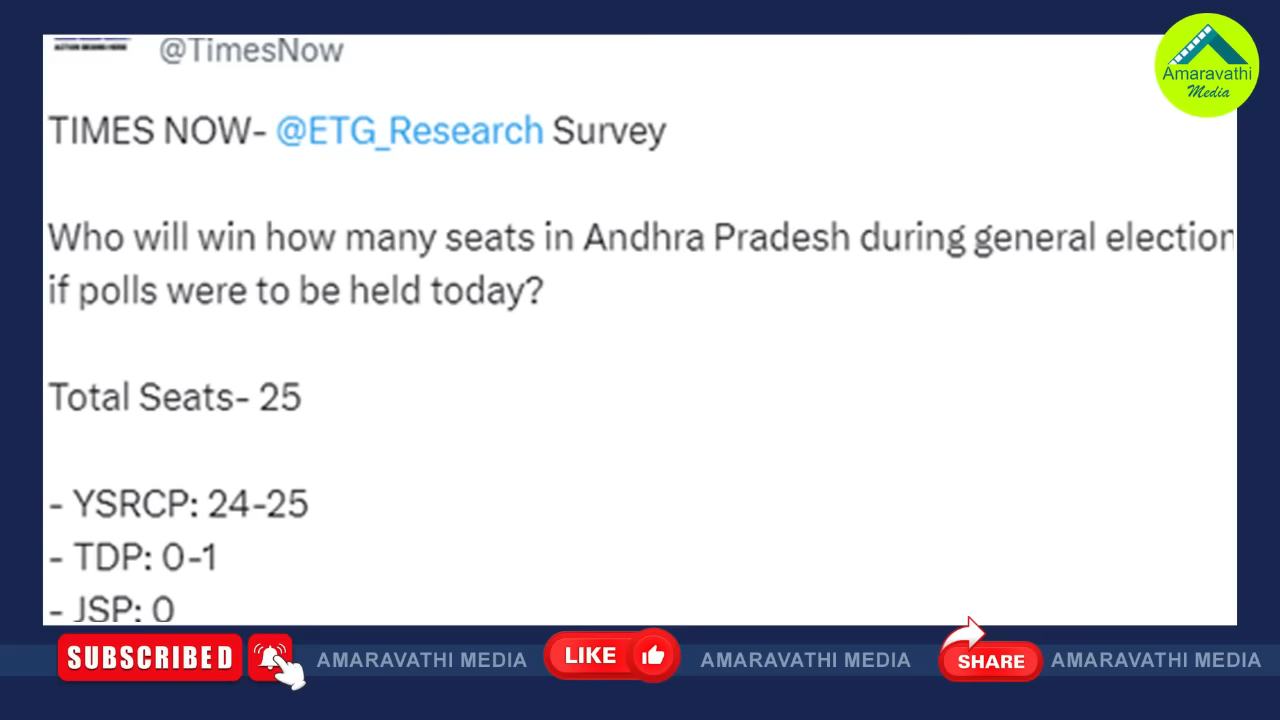 @TimesNow
Amaravathi
Media
TIMES NOW- @ETG_Research Survey
Who will win how many seats in Andhra Pradesh during general election
if polls were to be held today?
Total Seats- 25
- YSRCP: 24-25
- TDP: 0-1
- JSP: 0
SUBSCRIBED AMARAVATHI MEDIA LIKE AMARAVATHI MEDIA SHARE AMARAVATHI MEDIA